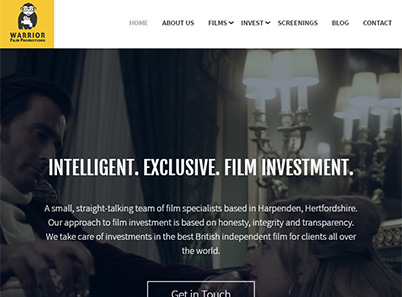 WARRIOR
FILM PROMOTIONS
HOME ABOUT US FILMS INVEST SCREENINGS BLOG CONTACT
INTELLIGENT. EXCLUSIVE. FILM INVESTMENT.
A small, straight-talking team of film specialists based in Harpenden, Hertfordshire.
Our approach to film investment is based on honesty, integrity and transparency.
We take care of investments in the best British independent film for clients all over
the world.
Get in Touch